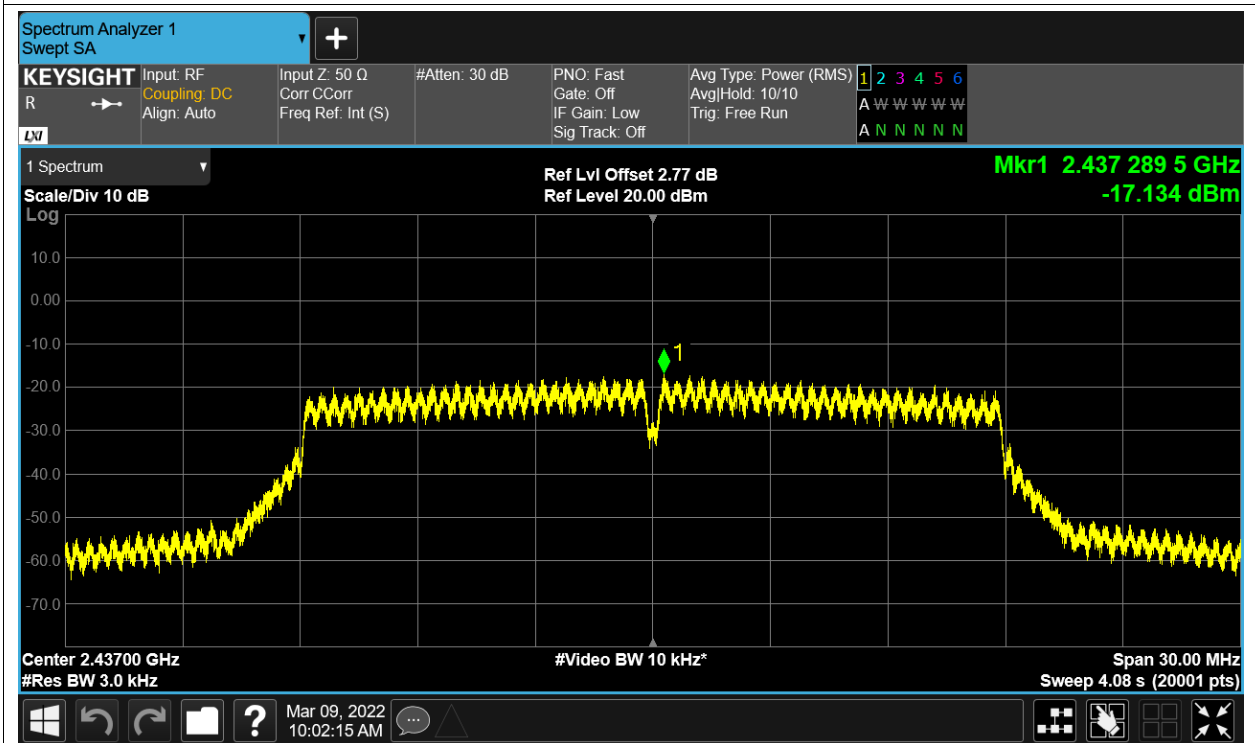 Spectrum Analyzer 1
Swept SA
KEYSIGHT
R
LXI
Input: RF
Coupling: DC
Align: Auto
Input Z: 50 Ω
Corr CCorr
Freq Ref: Int (S)
#Atten: 30 dB
PNO: Fast
Gate: Off
IF Gain: Low
Sig Track: Off
Avg Type: Power (RMS)
Avg|Hold: 10/10
Trig: Free Run
1 2 3 4 5 6
A W W W W W
A N N N N N
1 Spectrum
Scale/Div 10 dB
Log
Ref Lvl Offset 2.77 dB
Ref Level 20.00 dBm
Mkr1 2.437 289 5 GHz
-17.134 dBm
10.0
0.00
-10.0
1
-20.0
-30.0
-40.0
-50.0
-60.0
-70.0
Center 2.43700 GHz
#Res BW 3.0 kHz
#Video BW 10 kHz*
Span 30.00 MHz
Sweep 4.08 s (20001 pts)
?
Mar 09, 2022
10:02:15 AM